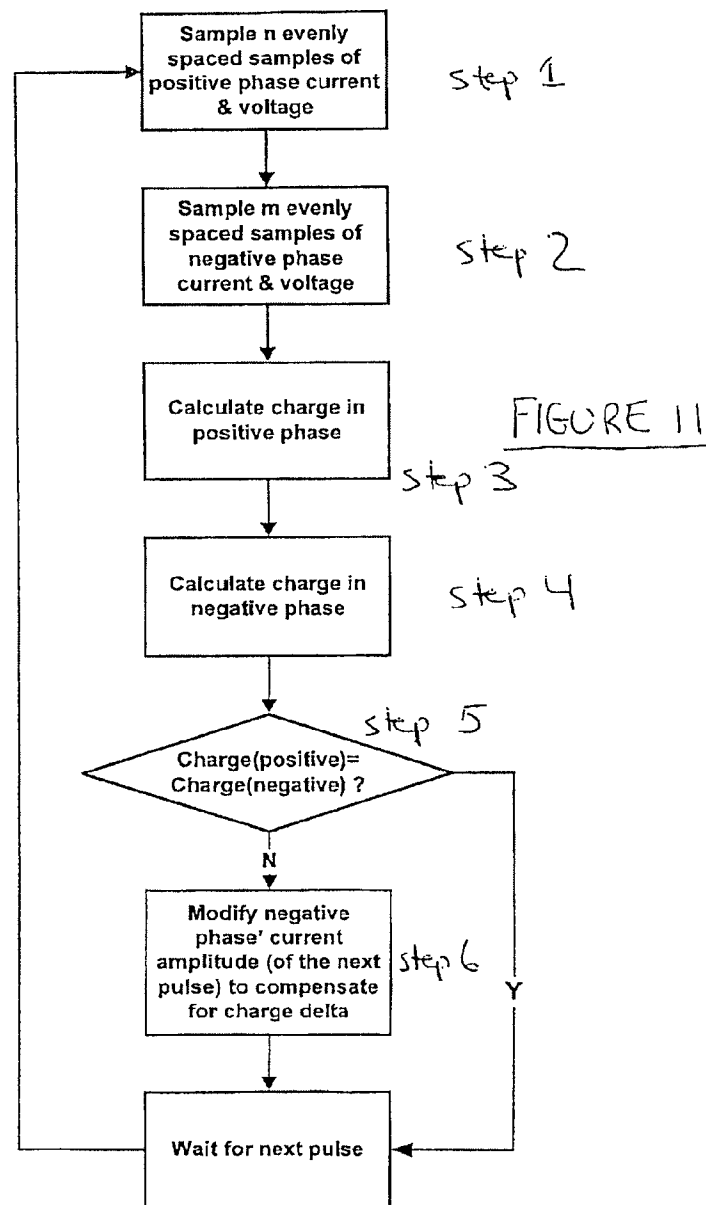 Sample n evenly
spaced samples of
positive phase current
& voltage
step 1
Sample m evenly
spaced samples of
negative phase
current & voltage
step 2
Calculate charge in
positive phase
FIGURE 11
step 3
Calculate charge in
negative phase
step 4
step 5
Charge(positive)=
Charge(negative) ?
N
Modify negative
phase' current
amplitude (of the next
pulse) to compensate
for charge delta
step 6
Y
Wait for next pulse